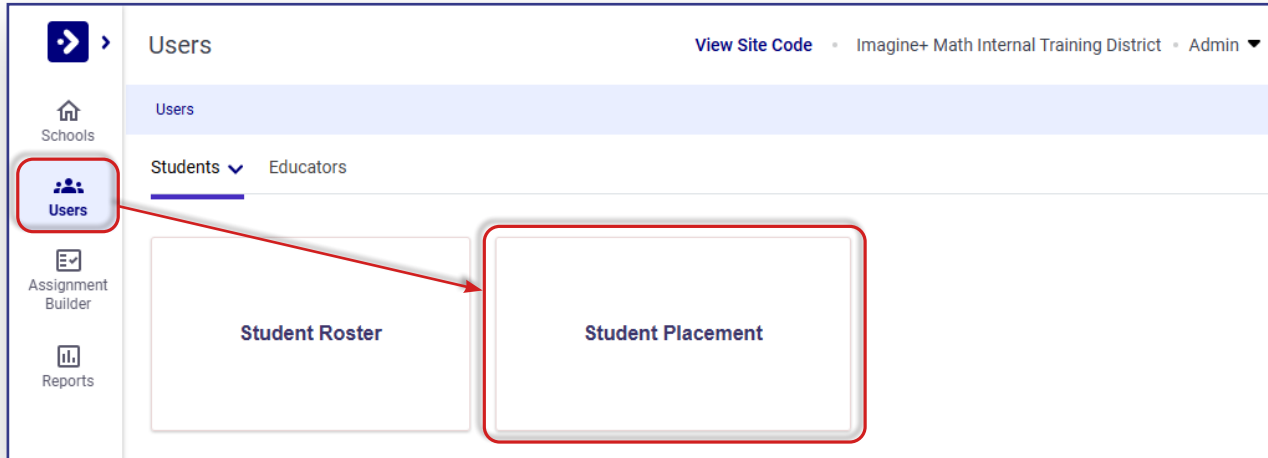 Users
View Site Code
Imagine+ Math Internal Training District
Admin
Schools
Users
Assignment
Builder
Reports
Users
Students
Educators
Student Roster
Student Placement